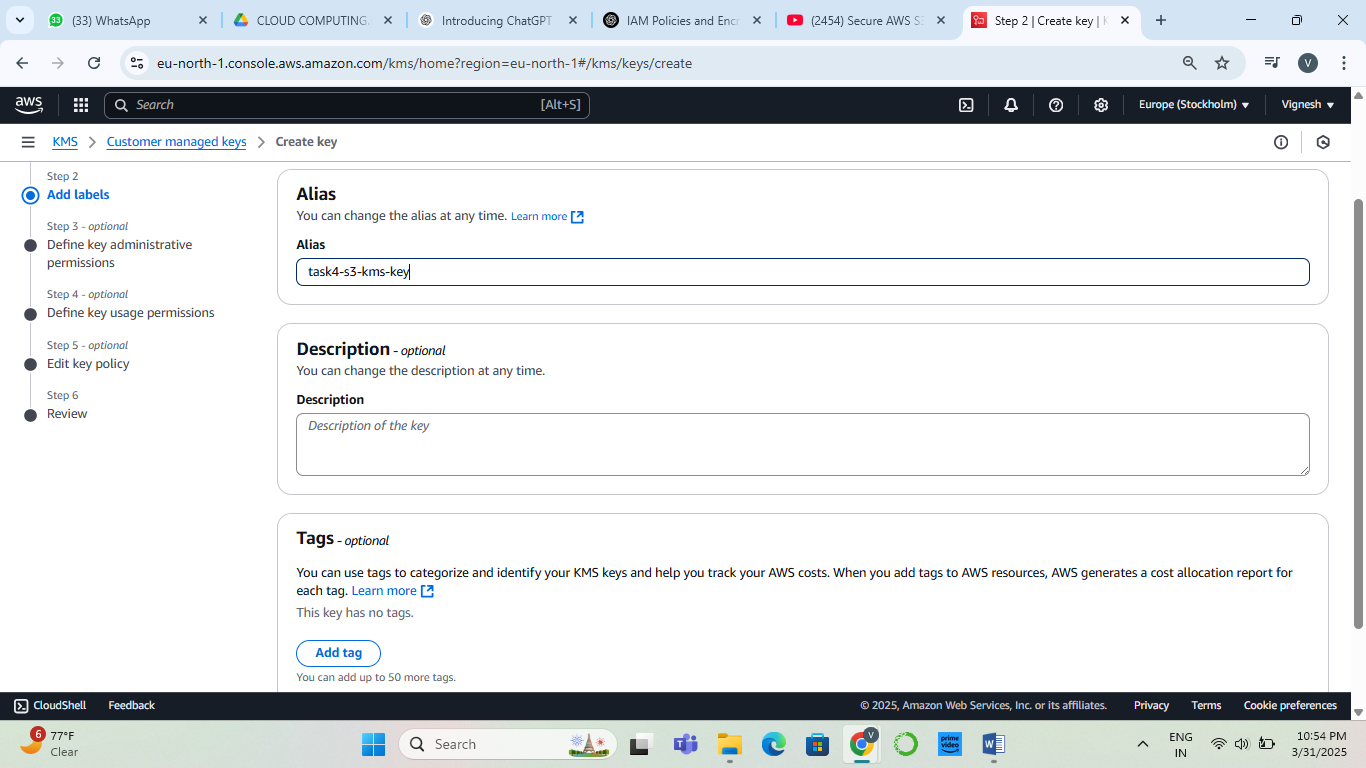 (33) WhatsApp
CLOUD COMPUTING.
Introducing ChatGPT
IAM Policies and Enc
(2454) Secure AWS S
Step 2 | Create key | K
eu-north-1.console.aws.amazon.com/kms/home?region=eu-north-1#/kms/keys/create
V
aws
Search
[Alt+S]
Europe (Stockholm)
Vignesh
KMS
Customer managed keys
Create key
Step 2
Add labels
Step 3 - optional
Define key administrative
permissions
Step 4 - optional
Define key usage permissions
Step 5 - optional
Edit key policy
Step 6
Review
Alias
You can change the alias at any time. Learn more
Alias
task4-s3-kms-key
Description - optional
You can change the description at any time.
Description
Description of the key
Tags - optional
You can use tags to categorize and identify your KMS keys and help you track your AWS costs. When you add tags to AWS resources, AWS generates a cost allocation report for
each tag. Learn more
This key has no tags.
Add tag
You can add up to 50 more tags.
CloudShell
Feedback
© 2025, Amazon Web Services, Inc. or its affiliates.
Privacy
Terms
Cookie preferences
6
77°F
Clear
Search
V
prime
video
ENG
IN
10:54 PM
3/31/2025